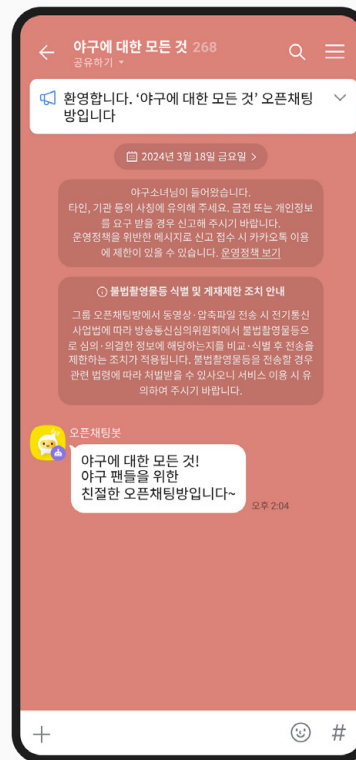 야구에 대한 모든 것 268
공유하기
환영합니다. ‘야구에 대한 모든 것’ 오픈채팅
방입니다
2024년 3월 18일 금요일 >
야구소녀님이 들어왔습니다.
타인, 기관 등의 사칭에 유의해 주세요. 금전 또는 개인정보
를 요구 받을 경우 신고해 주시기 바랍니다.
운영정책을 위반한 메시지로 신고 접수 시 카카오톡 이용
에 제한이 있을 수 있습니다. 운영정책 보기
불법촬영물등 식별 및 게재제한 조치 안내
그룹 오픈채팅방에서 동영상·압축파일 전송 시 전기통신
사업법에 따라 방송통신심의위원회에서 불법촬영물등으
로 심의·의결한 정보에 해당하는지를 비교·식별 후 전송을
제한하는 조치가 적용됩니다. 불법촬영물등을 전송할 경우
관련 법령에 따라 처벌받을 수 있사오니 서비스 이용 시 유
의하여 주시기 바랍니다.
오픈채팅봇
야구에 대한 모든 것!
야구 팬들을 위한
친절한 오픈채팅방입니다~
오후 2:04
#